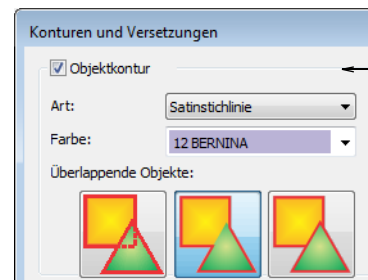 Konturen und Versetzungen
Objektkontur
Art: Satinstichlinie
Farbe: 12 BERNINA
Überlappende Objekte: